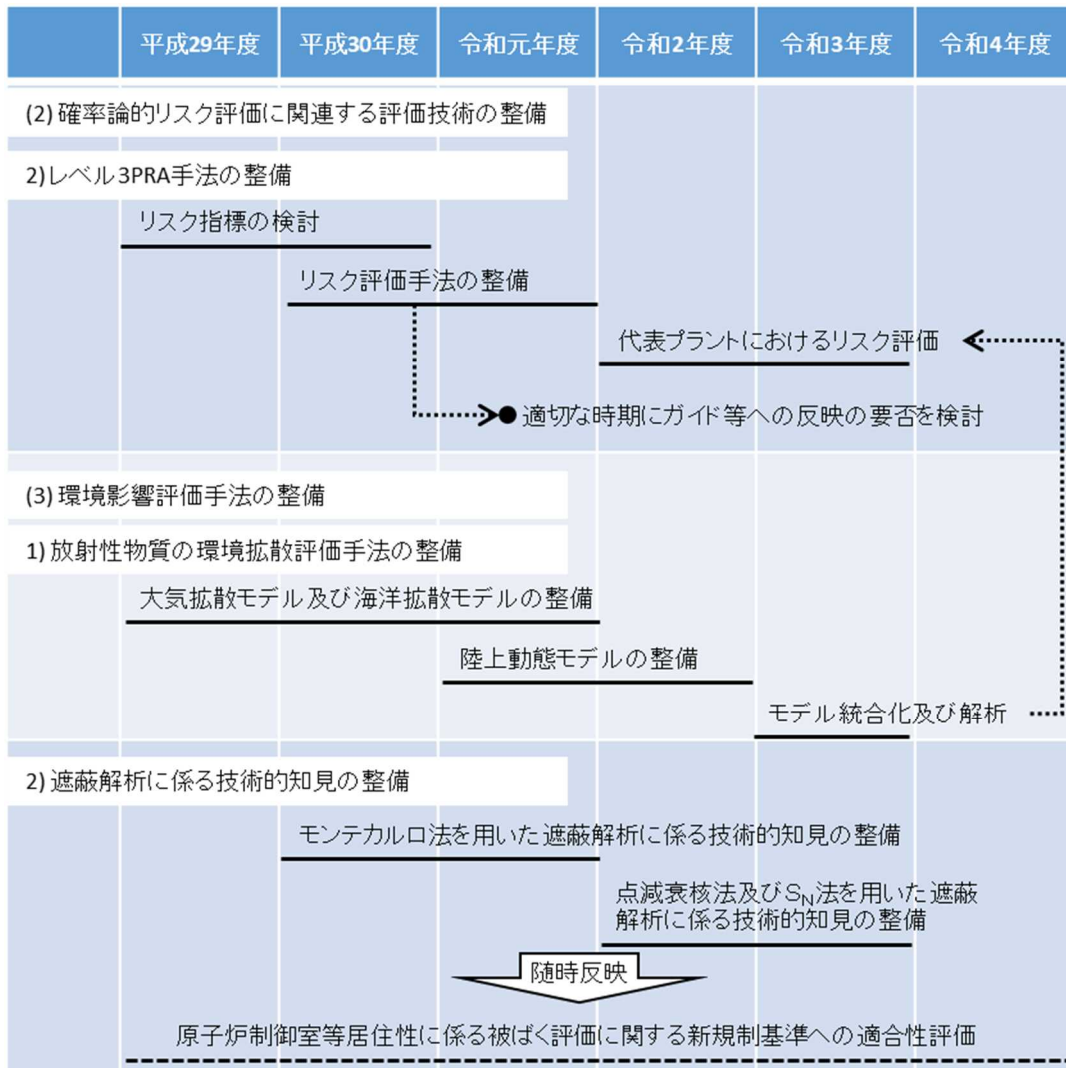 平成29年度 平成30年度 令和元年度 令和2年度 令和3年度 令和4年度
(2) 確率論的リスク評価に関連する評価技術の整備
2)レベル3PRA手法の整備
リスク指標の検討
リスク評価手法の整備
代表プラントにおけるリスク評価
適切な時期にガイド等への反映の要否を検討
(3) 環境影響評価手法の整備
1) 放射性物質の環境拡散評価手法の整備
大気拡散モデル及び海洋拡散モデルの整備
陸上動態モデルの整備
モデル統合化及び解析
2) 遮蔽解析に係る技術的知見の整備
モンテカルロ法を用いた遮蔽解析に係る技術的知見の整備
点減衰核法及びSN法を用いた遮蔽
解析に係る技術的知見の整備
随時反映
原子炉制御室等居住性に係る被ばく評価に関する新規制基準への適合性評価